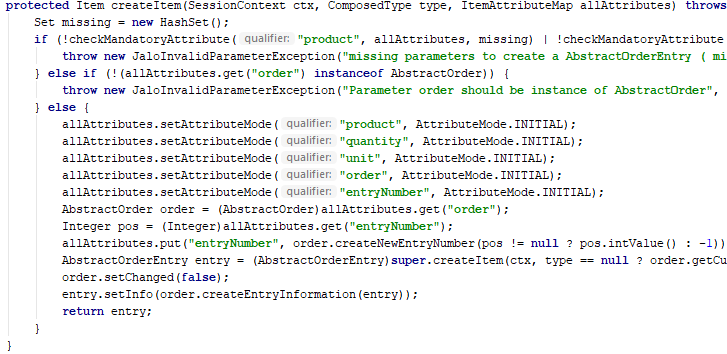 protected Item createItem(SessionContext ctx, ComposedType type, ItemAttributeMap allAttributes) throws
Set missing = new HashSet();
if (!checkMandatoryAttribute( qualifier: "product", allAttributes, missing) | !checkMandatoryAttribute
throw new JaloInvalidParameterException("missing parameters to create a AbstractOrderEntry ( mi
} else if (!(allAttributes.get("order") instanceof AbstractOrder)) {
throw new JaloInvalidParameterException("Parameter order should be instance of AbstractOrder",
} else {
allAttributes.setAttributeMode( qualifier: "product", AttributeMode.INITIAL);
allAttributes.setAttributeMode( qualifier: "quantity", AttributeMode.INITIAL);
allAttributes.setAttributeMode( qualifier: "unit", AttributeMode.INITIAL);
allAttributes.setAttributeMode( qualifier: "order", AttributeMode.INITIAL);
allAttributes.setAttributeMode( qualifier: "entryNumber", AttributeMode.INITIAL);
AbstractOrder order = (AbstractOrder)allAttributes.get("order");
Integer pos = (Integer)allAttributes.get("entryNumber");
allAttributes.put("entryNumber", order.createNewEntryNumber(pos != null ? pos.intValue() : -1))
AbstractOrderEntry entry = (AbstractOrderEntry)super.createItem(ctx, type == null ? order.getCu
order.setChanged(false);
entry.setInfo(order.createEntryInformation(entry));
return entry;
}
}